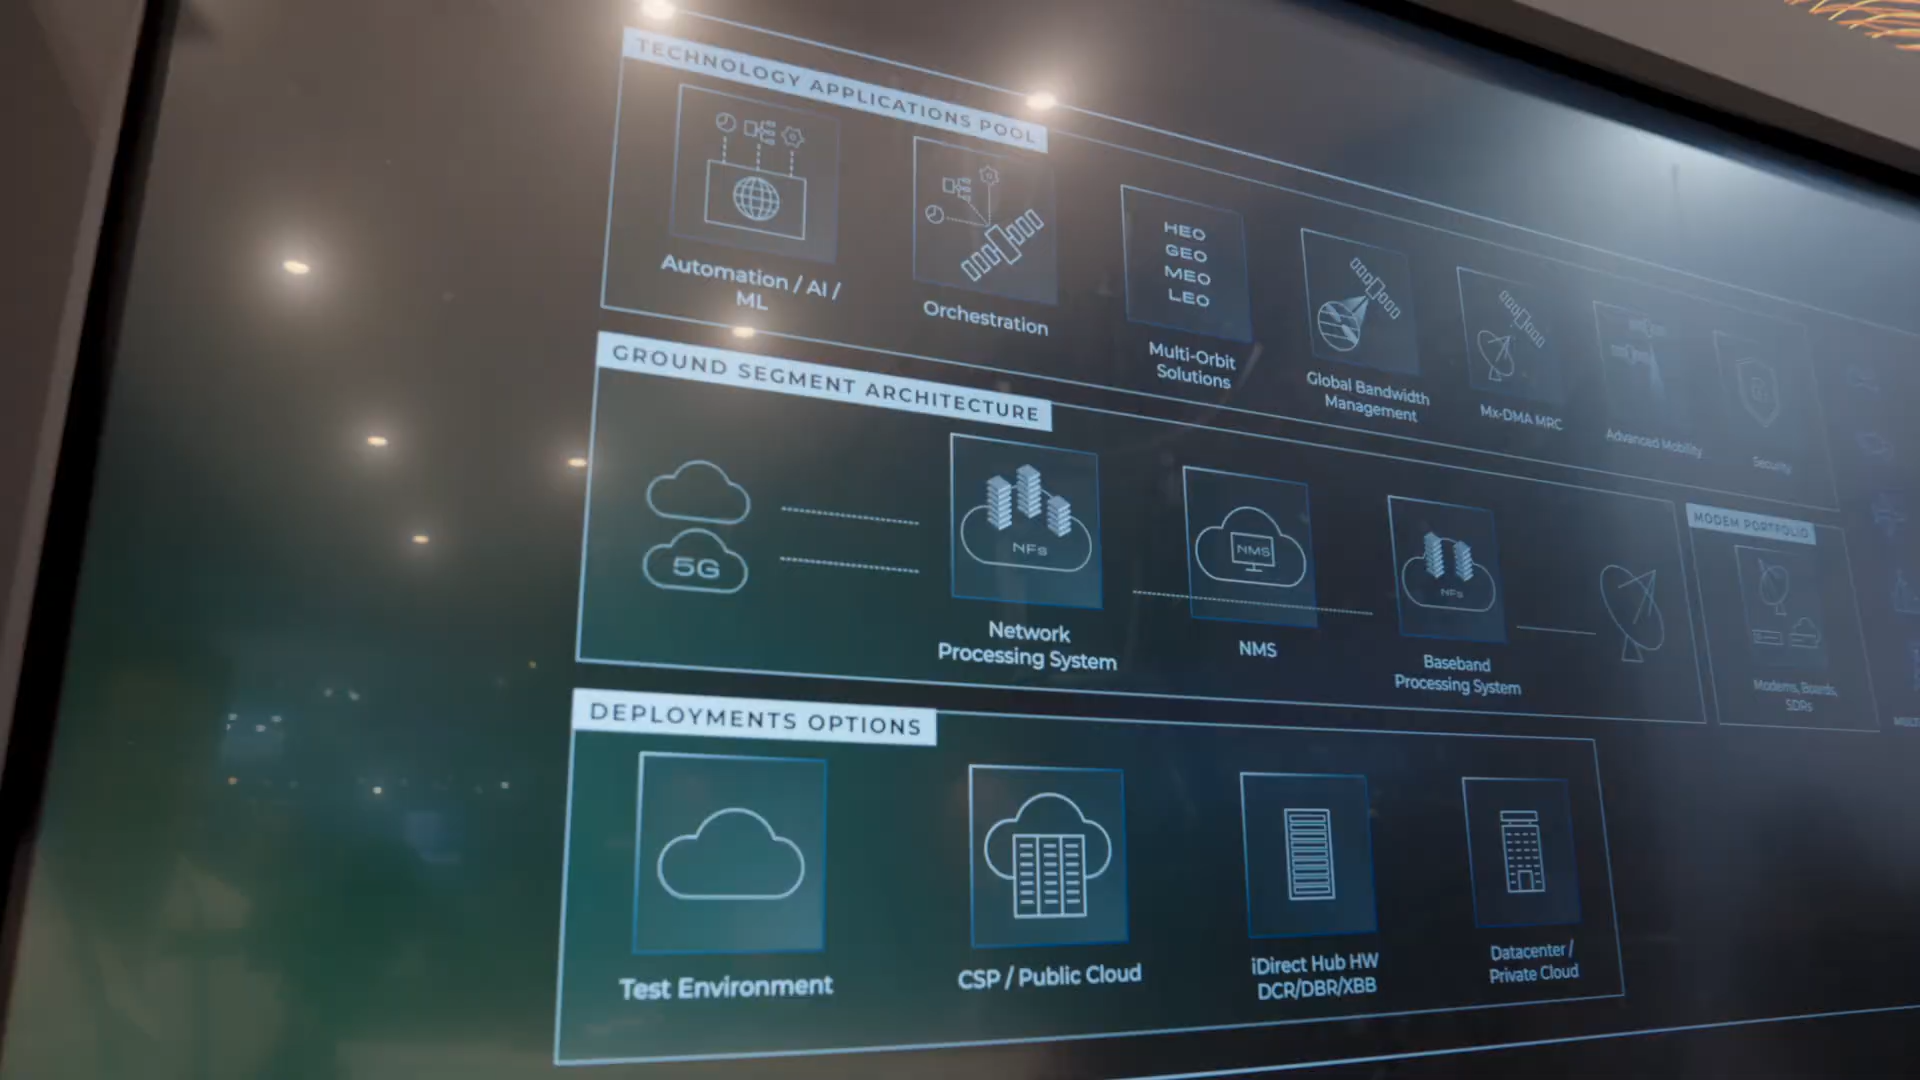 TECHNOLOGY APPLICATIONS POOL
Automation / AI /
ML
Orchestration
HEO
GEO
MEO
LEO
Multi-Orbit
Solutions
Global Bandwidth
Management
Mx-DMA MRC
Advanced Mobility
Security
GROUND SEGMENT ARCHITECTURE
5G
NFs
Network
Processing System
NMS
NMS
NFs
Baseband
Processing System
MODEM PORTFOLIO
Modems, Boards,
SDRs
DEPLOYMENTS OPTIONS
Test Environment
CSP / Public Cloud
iDirect Hub HW
DCR/DBR/XBB
Datacenter /
Private Cloud